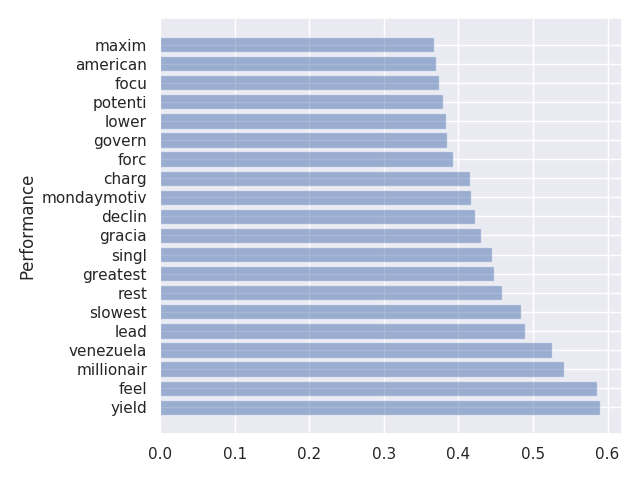 maxim
american
focu
potenti
lower
govern
forc
charg
mondaymotiv
declin
gracia
singl
greatest
rest
slowest
lead
venezuela
millionair
feel
yield
Performance
0.0 0.1 0.2 0.3 0.4 0.5 0.6